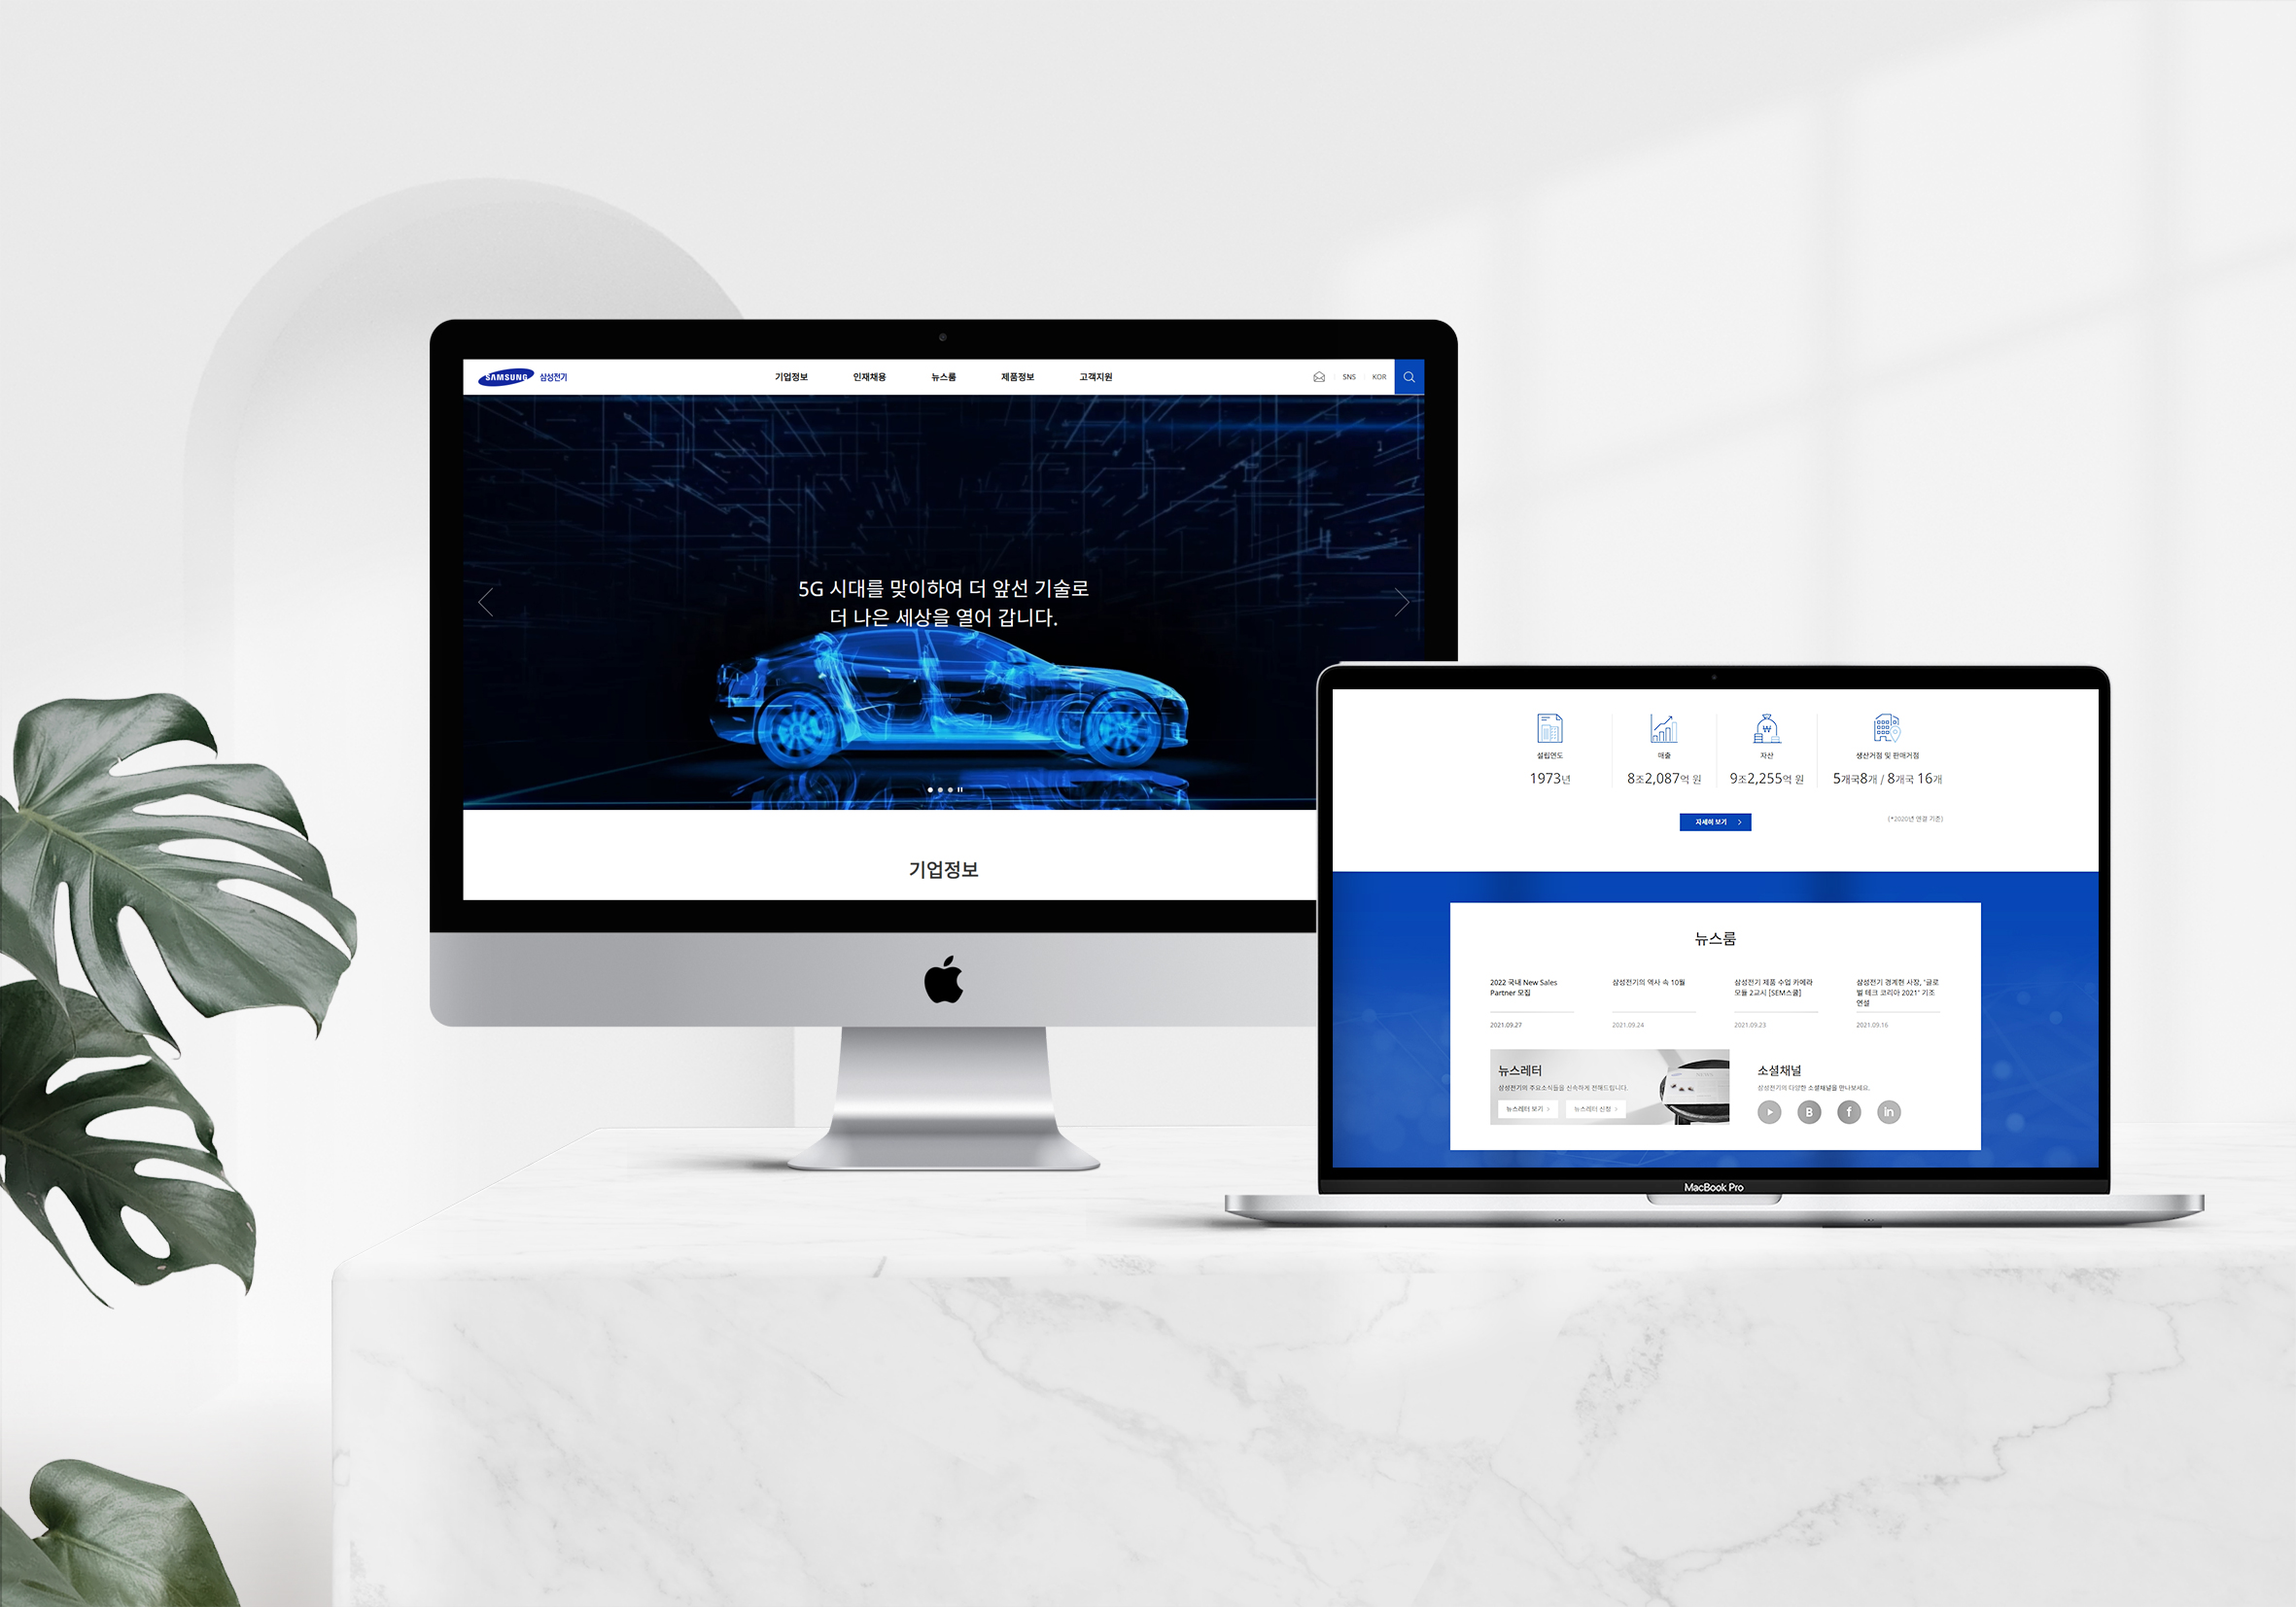 SAMSUNG 삼성전기
기업정보 인재채용 뉴스룸 제품정보 고객지원
SNS KOR
5G 시대를 맞이하여 더 앞선 기술로
더 나은 세상을 열어 갑니다.
기업정보
설립연도 매출 자산 생산거점 및 판매거점
1973년 8조2,087억 원 9조2,255억 원 5개국8개 / 8개국 16개
자세히 보기
(*2020년 연결 기준)
뉴스룸
2022 국내 New Sales
Partner 모집
2021.09.27
삼성전기의 역사 속 10월
2021.09.24
삼성전기 제품 수업 카메라
모듈 2교시 [SEM스쿨]
2021.09.23
삼성전기 경계현 사장, '글로
벌 테크 코리아 2021' 기조
연설
2021.09.16
뉴스레터
삼성전기의 주요소식들을 신속하게 전해드립니다.
뉴스레터 보기 뉴스레터 신청
소셜채널
삼성전기의 다양한 소셜채널을 만나보세요.
B f in
MacBook Pro